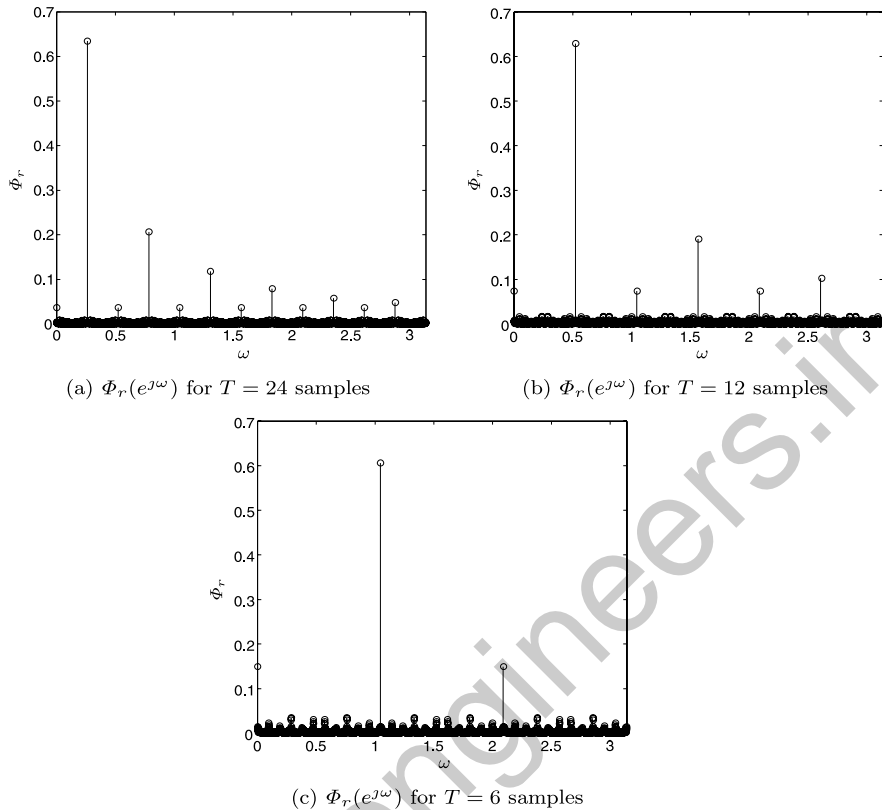 0.7 0.7
0.6 0.6
0.5 0.5
0.4 0.4
Φr Φr
0.3 0.3
0.2 0.2
0.1 0.1
0 0
0 0.5 1 1.5 2 2.5 3 0 0.5 1 1.5 2 2.5 3
ω ω
(a) Φr(e^{jω}) for T = 24 samples (b) Φr(e^{jω}) for T = 12 samples
0.7
0.6
0.5
0.4
Φr
0.3
0.2
0.1
0
0 0.5 1 1.5 2 2.5 3
ω
(c) Φr(e^{jω}) for T = 6 samples
engineers.ir